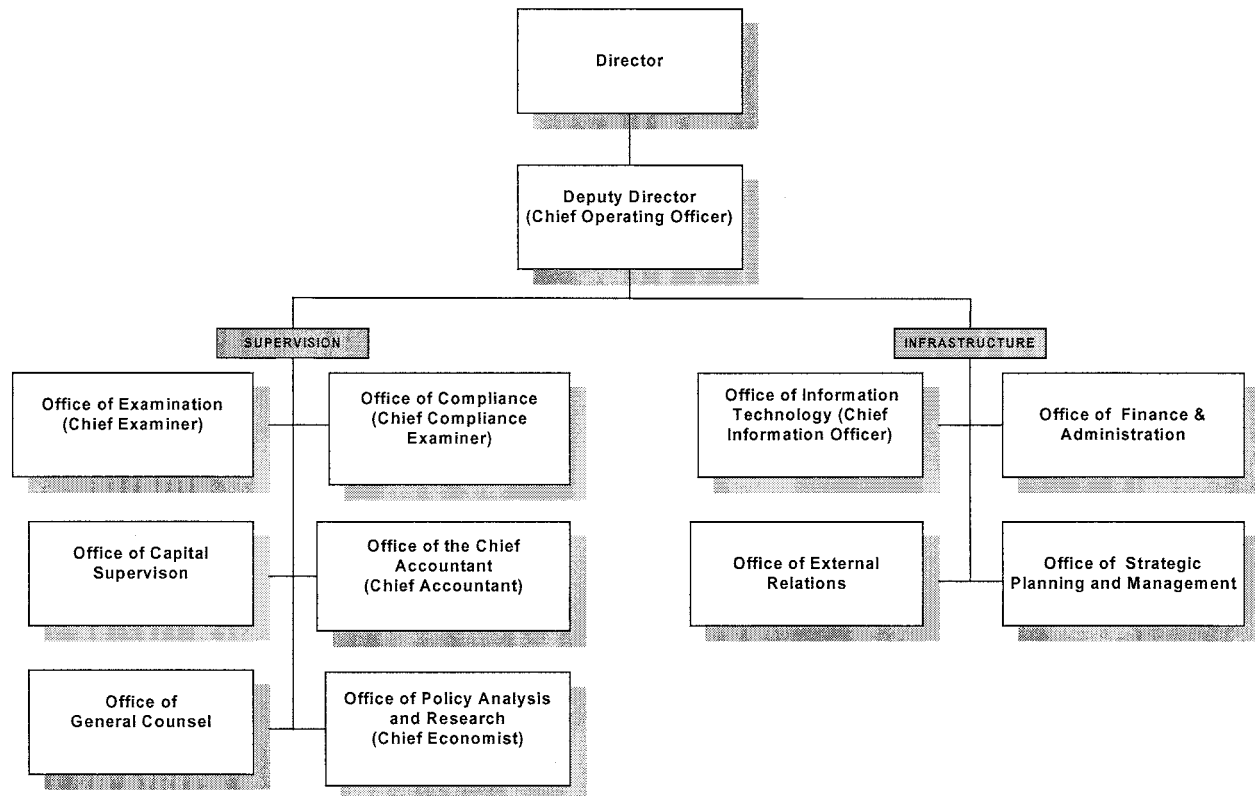 Director
Deputy Director
(Chief Operating Officer)
SUPERVISION
INFRASTRUCTURE
Office of Examination
(Chief Examiner)
Office of Compliance
(Chief Compliance
Examiner)
Office of Information
Technology (Chief
Information Officer)
Office of Finance &
Administration
Office of Capital
Supervison
Office of the Chief
Accountant
(Chief Accountant)
Office of External
Relations
Office of Strategic
Planning and Management
Office of
General Counsel
Office of Policy Analysis
and Research
(Chief Economist)